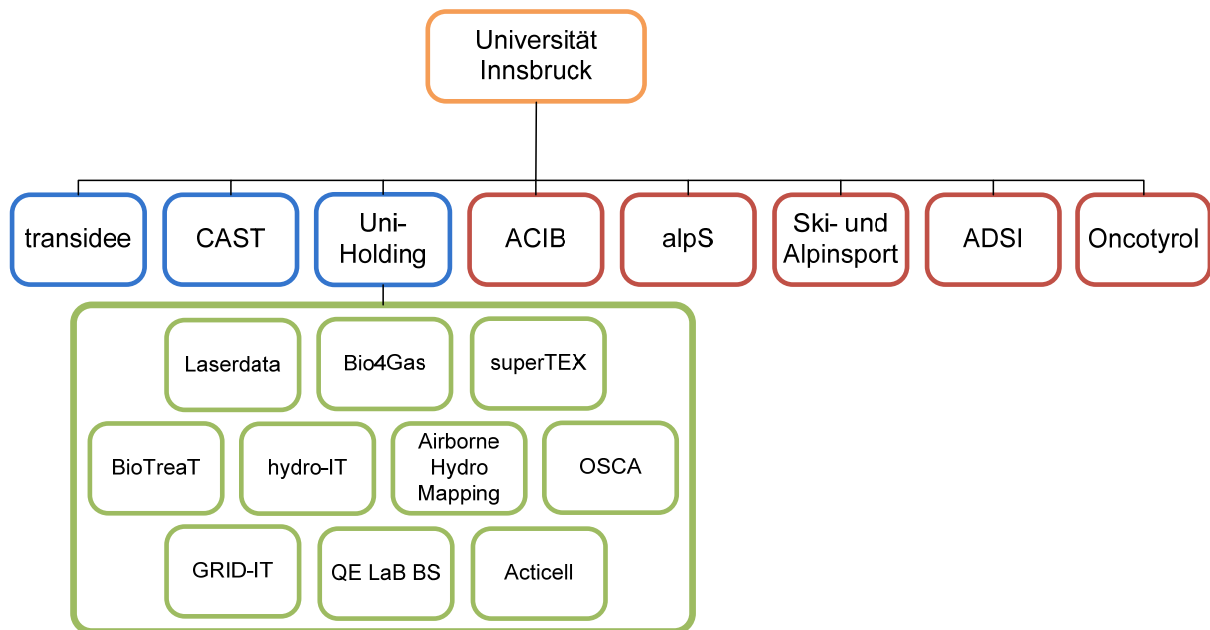 Universität
Innsbruck
transidee
CAST
Uni-
Holding
ACIB
alpS
Ski- und
Alpinsport
ADSI
Oncotyrol
Laserdata
Bio4Gas
superTEX
BioTreaT
hydro-IT
Airborne
Hydro
Mapping
OSCA
GRID-IT
QE LaB BS
Acticell